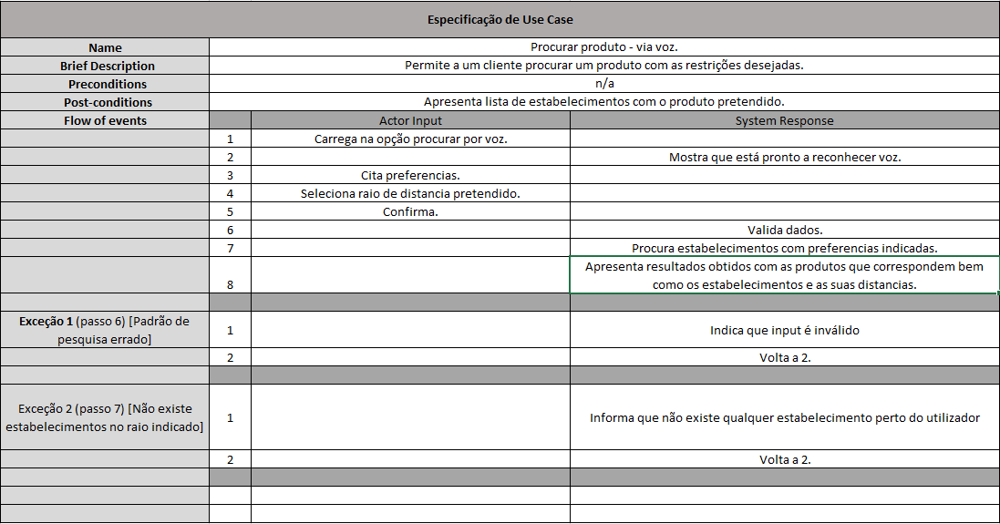 Especificação de Use Case
Name Procurar produto - via voz.
Brief Description Permite a um cliente procurar um produto com as restrições desejadas.
Preconditions n/a
Post-conditions Apresenta lista de estabelecimentos com o produto pretendido.
Flow of events Actor Input System Response
1 Carrega na opção procurar por voz.
2 Mostra que está pronto a reconhecer voz.
3 Cita preferencias.
4 Seleciona raio de distancia pretendido.
5 Confirma.
6 Valida dados.
7 Procura estabelecimentos com preferencias indicadas.
8 Apresenta resultados obtidos com as produtos que correspondem bem
como os estabelecimentos e as suas distancias.
Exceção 1 (passo 6) [Padrão de
pesquisa errado] 1 Indica que input é inválido
2 Volta a 2.
Exceção 2 (passo 7) [Não existe
estabelecimentos no raio indicado] 1 Informa que não existe qualquer estabelecimento perto do utilizador
2 Volta a 2.